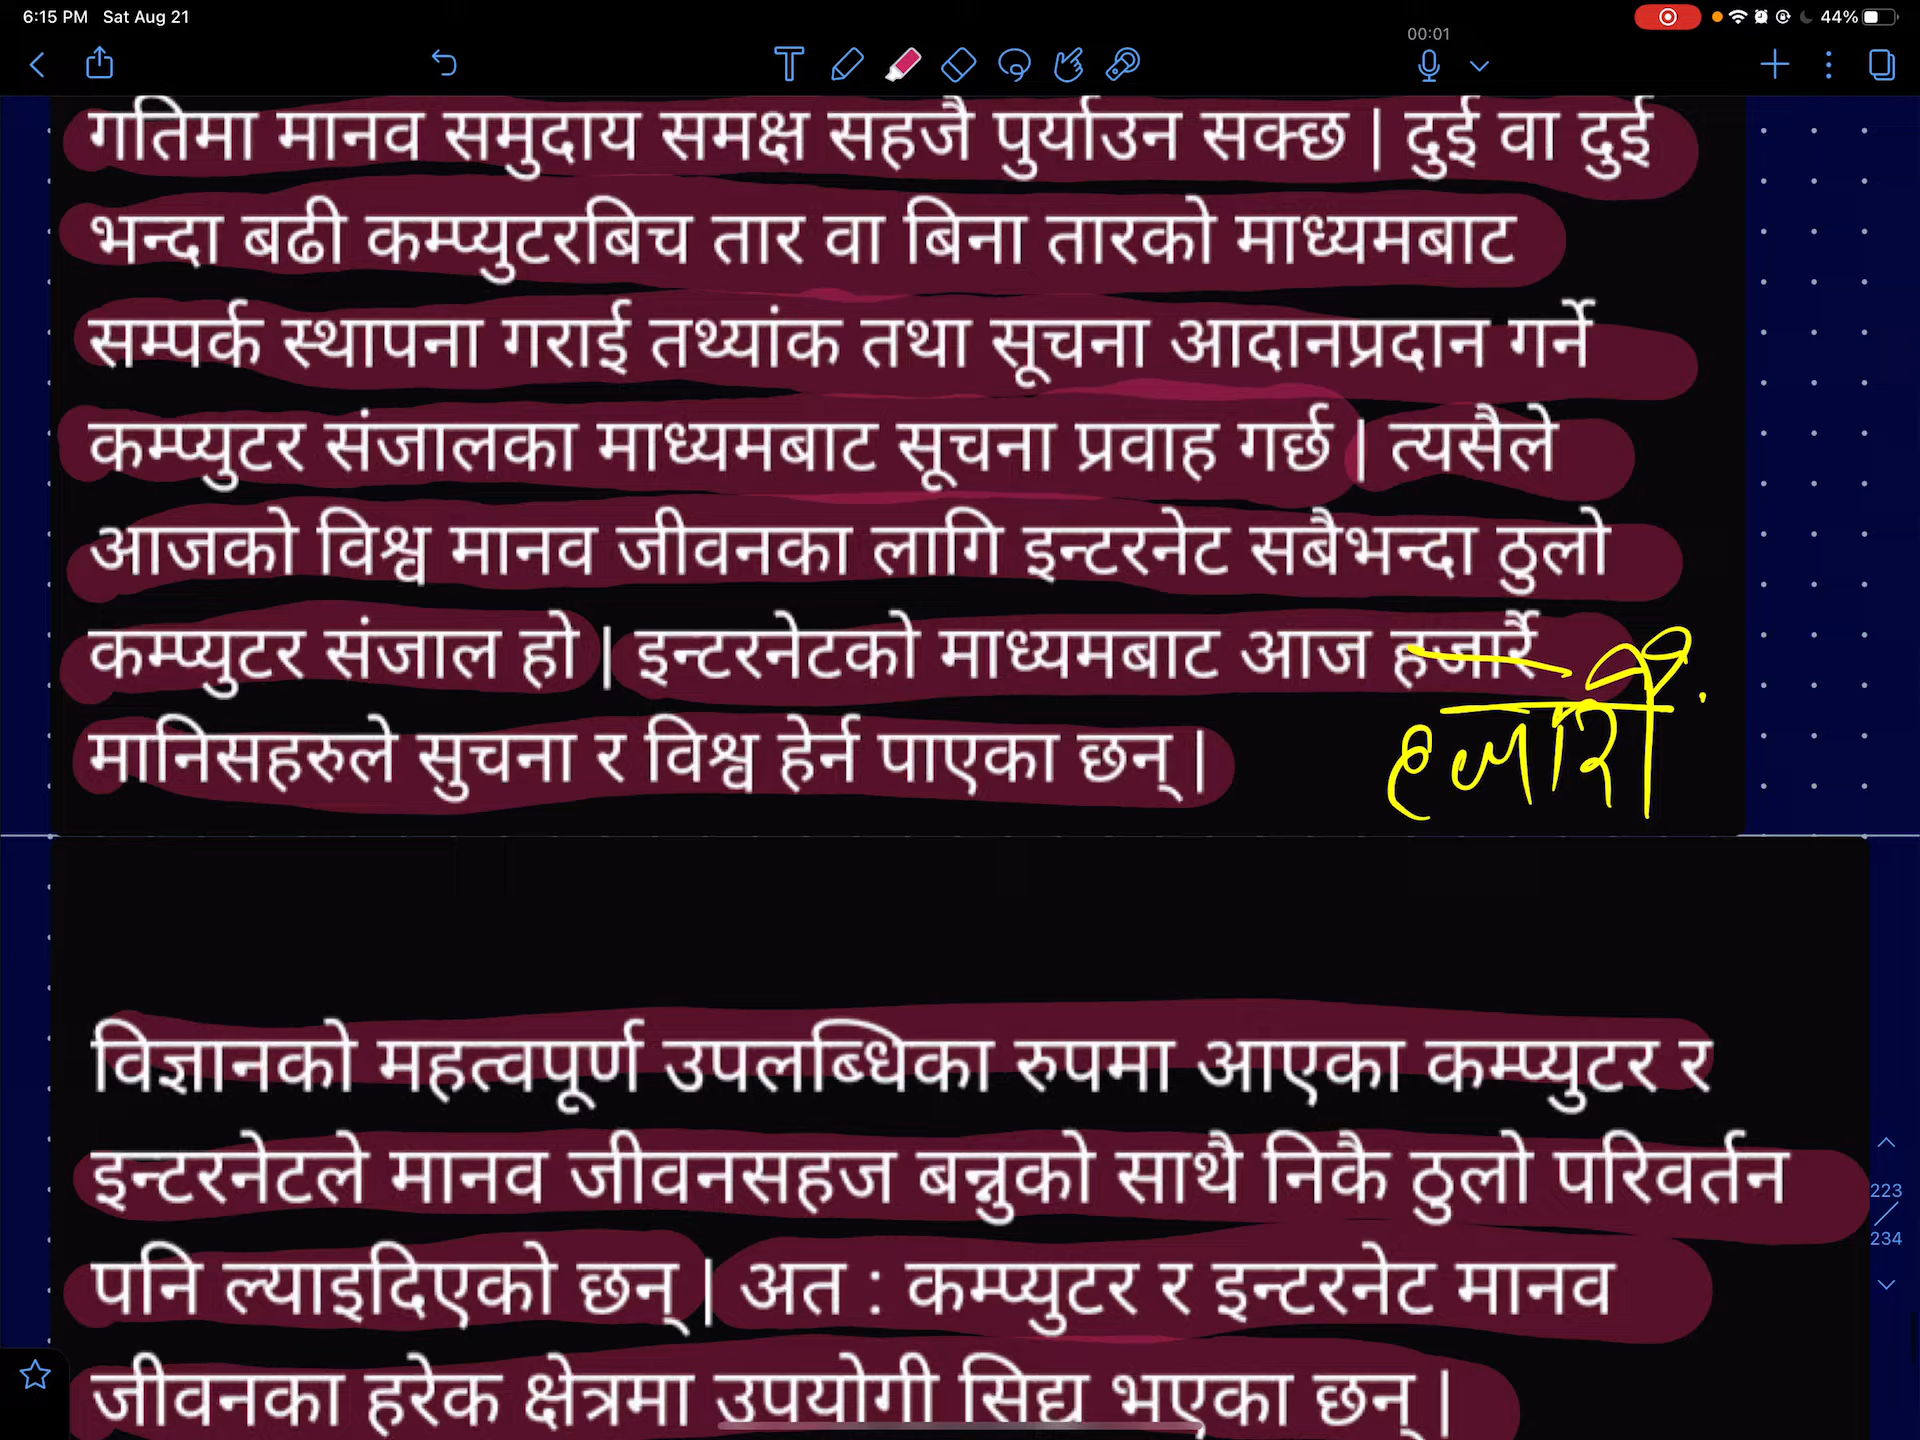 6:15 PM Sat Aug 21
44%
00:01
गतिमा मानव समुदाय समक्ष सहजै पुर्याउन सक्छ | दुई वा दुई
भन्दा बढी कम्प्युटरबिच तार वा बिना तारको माध्यमबाट
सम्पर्क स्थापना गराई तथ्यांक तथा सूचना आदानप्रदान गर्ने
कम्प्युटर संजालका माध्यमबाट सूचना प्रवाह गर्छ | त्यसैले
आजको विश्व मानव जीवनका लागि इन्टरनेट सबैभन्दा ठुलो
कम्प्युटर संजाल हो | इन्टरनेटको माध्यमबाट आज हजारैं
मानिसहरुले सुचना र विश्व हेर्न पाएका छन् |
विज्ञानको महत्वपूर्ण उपलब्धिका रुपमा आएका कम्प्युटर र
इन्टरनेटले मानव जीवनसहज बन्नुको साथै निकै ठुलो परिवर्तन
पनि ल्याइदिएको छन् | अत : कम्प्युटर र इन्टरनेट मानव
जीवनका हरेक क्षेत्रमा उपयोगी सिद्य भएका छन् |
223
234